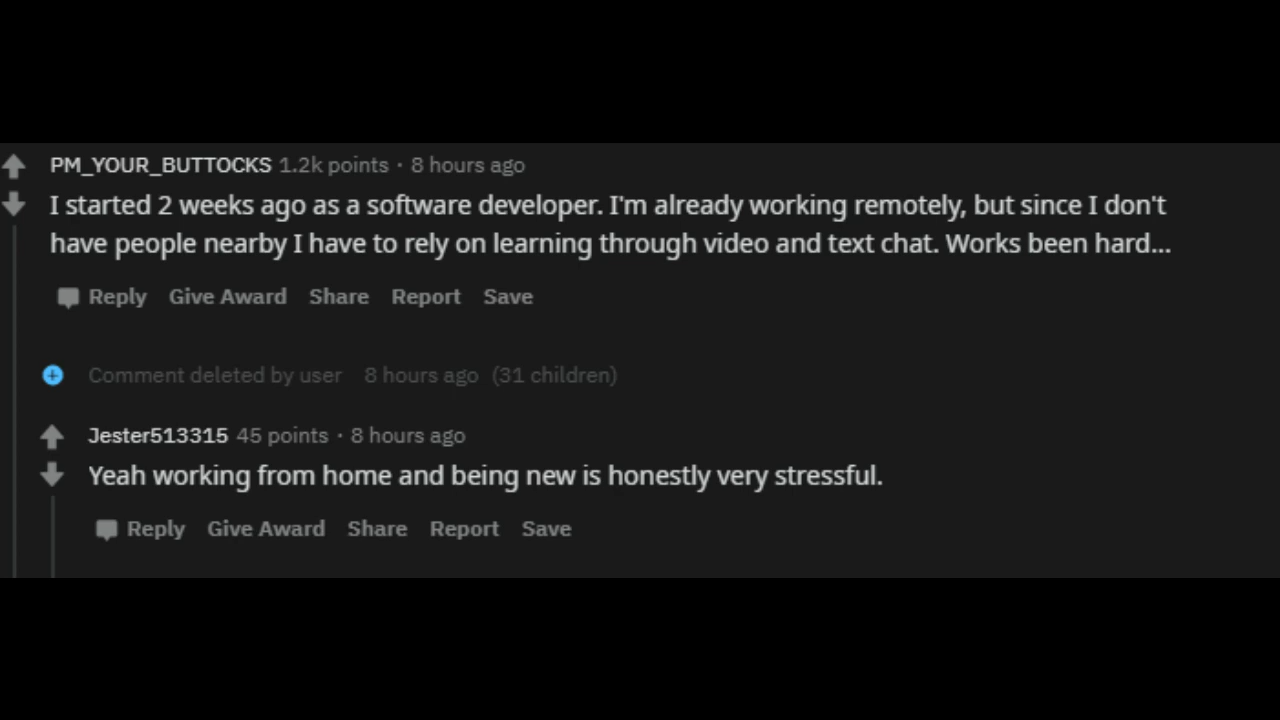 PM_YOUR_BUTTOCKS 1.2k points · 8 hours ago
I started 2 weeks ago as a software developer. I'm already working remotely, but since I don't
have people nearby I have to rely on learning through video and text chat. Works been hard...
Reply Give Award Share Report Save
Comment deleted by user 8 hours ago (31 children)
Jester513315 45 points · 8 hours ago
Yeah working from home and being new is honestly very stressful.
Reply Give Award Share Report Save